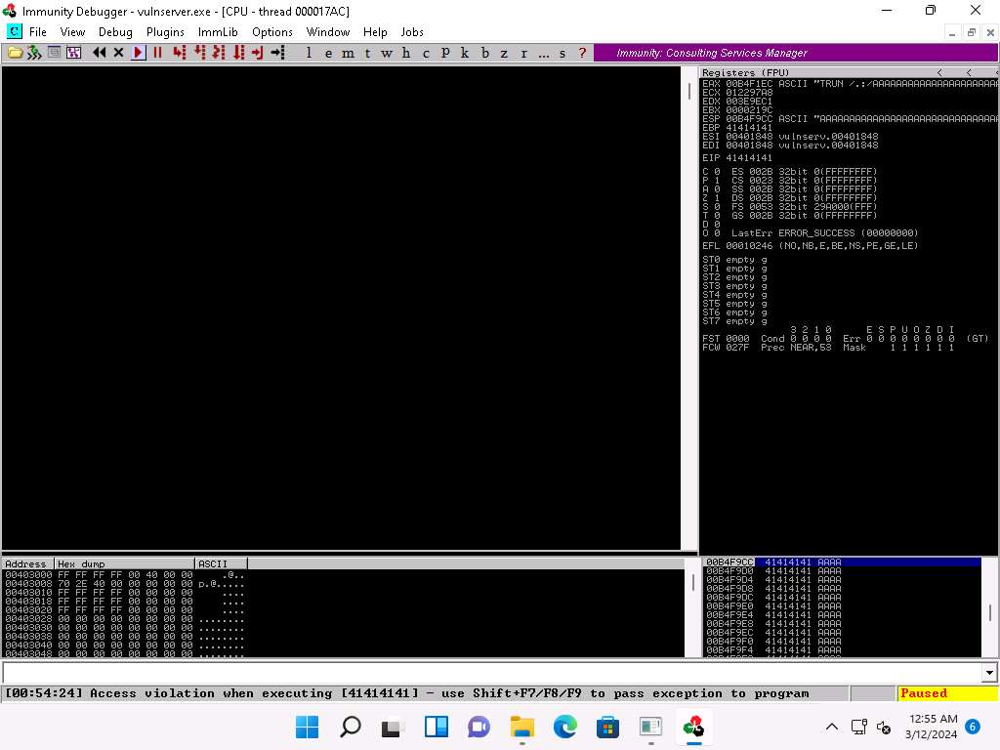 Immunity Debugger - vulnserver.exe - [CPU - thread 000017AC]
C File View Debug Plugins ImmLib Options Window Help Jobs
l e m t w h c P k b z r ... s ? Immunity: Consulting Services Manager
Registers (FPU) < < <
EAX 00B4F1EC ASCII "TRUN /.:/AAAAAAAAAAAAAAAAAAAAA
ECX 012297A8
EDX 003E9EC1
EBX 0000219C
ESP 00B4F9CC ASCII "AAAAAAAAAAAAAAAAAAAAAAAAAAAAAA
EBP 41414141
ESI 00401848 vulnserv.00401848
EDI 00401848 vulnserv.00401848
EIP 41414141
C 0 ES 002B 32bit 0(FFFFFFFF)
P 1 CS 0023 32bit 0(FFFFFFFF)
A 0 SS 002B 32bit 0(FFFFFFFF)
Z 1 DS 002B 32bit 0(FFFFFFFF)
S 0 FS 0053 32bit 29A000(FFF)
T 0 GS 002B 32bit 0(FFFFFFFF)
D 0
O 0 LastErr ERROR_SUCCESS (00000000)
EFL 00010246 (NO,NB,E,BE,NS,PE,GE,LE)
ST0 empty g
ST1 empty g
ST2 empty g
ST3 empty g
ST4 empty g
ST5 empty g
ST6 empty g
ST7 empty g
3 2 1 0 E S P U O Z D I
FST 0000 Cond 0 0 0 0 Err 0 0 0 0 0 0 0 0 (GT)
FCW 027F Prec NEAR,53 Mask 1 1 1 1 1 1
Address Hex dump ASCII
00403000 FF FF FF FF 00 40 00 00 .@..
00403008 70 2E 40 00 00 00 00 00 p.@.....
00403010 FF FF FF FF 00 00 00 00 ....
00403018 FF FF FF FF 00 00 00 00 ....
00403020 FF FF FF FF 00 00 00 00 ....
00403028 00 00 00 00 00 00 00 00 ........
00403030 00 00 00 00 00 00 00 00 ........
00403038 00 00 00 00 00 00 00 00 ........
00403040 00 00 00 00 00 00 00 00 ........
00403048 00 00 00 00 00 00 00 00 ........
00B4F9CC 41414141 AAAA
00B4F9D0 41414141 AAAA
00B4F9D4 41414141 AAAA
00B4F9D8 41414141 AAAA
00B4F9DC 41414141 AAAA
00B4F9E0 41414141 AAAA
00B4F9E4 41414141 AAAA
00B4F9E8 41414141 AAAA
00B4F9EC 41414141 AAAA
00B4F9F0 41414141 AAAA
00B4F9F4 41414141 AAAA
[00:54:24] Access violation when executing [41414141] - use Shift+F7/F8/F9 to pass exception to program
Paused
12:55 AM
3/12/2024
6